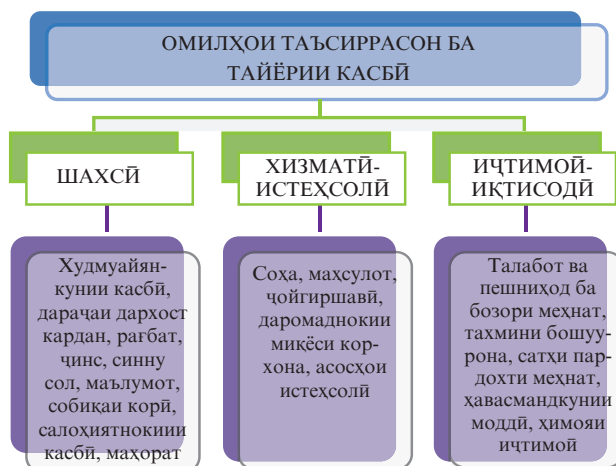 ОМИЛҲОИ ТАЪСИРРАСОН БА
ТАЙЁРИИ КАСБӢ
ШАХСӢ
ХИЗМАТӢ-
ИСТЕҲСОЛӢ
ИҶТИМОӢ-
ИҚТИСОДӢ
Худмуайян-
кунии касбӣ,
дараҷаи дархост
кардан, рағбат,
ҷинс, синну
сол, маълумот,
собиқаи корӣ,
салоҳиятнокиии
касбӣ, маҳорат
Соҳа, маҳсулот,
ҷойгиршавӣ,
даромаднокии
миқёси кор-
хона, асосҳои
истеҳсолӣ
Талабот ва
пешниҳод ба
бозори меҳнат,
тахмини бошуу-
рона, сатҳи пар-
дохти меҳнат,
ҳавасмандкунии
моддӣ, ҳимояи
иҷтимоӣ